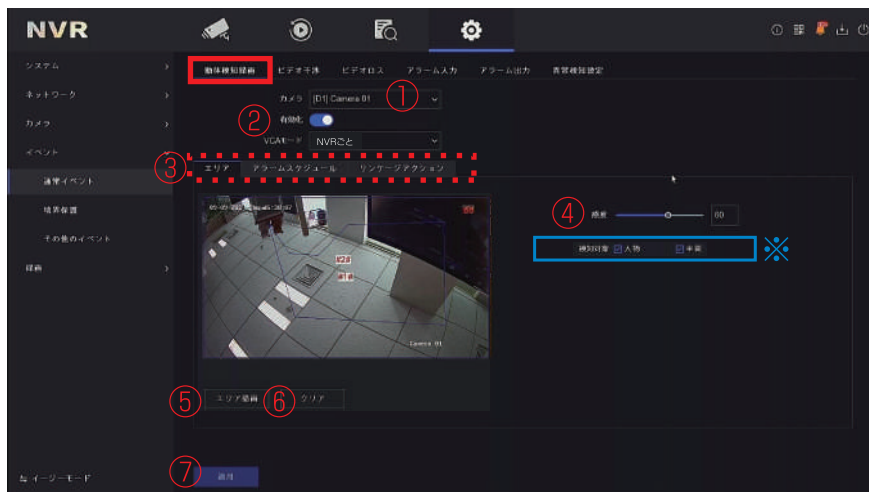 NVR
システム
ネットワーク
カメラ
イベント
通常イベント
境界保護
その他のイベント
録画
イージーモード
動体検知録画 ビデオ干渉 ビデオロス アラーム入力 アラーム出力 異常検知設定
カメラ [D1] Camera 01 ①
② 有効化
VCAモード NVRごと
③ エリア アラームスケジュール リンケージアクション
#2#
#1#
Camera 01
④ 感度 80
検知対象 人物 車両 ※
⑤ エリア描画 ⑥ クリア
⑦ 適用